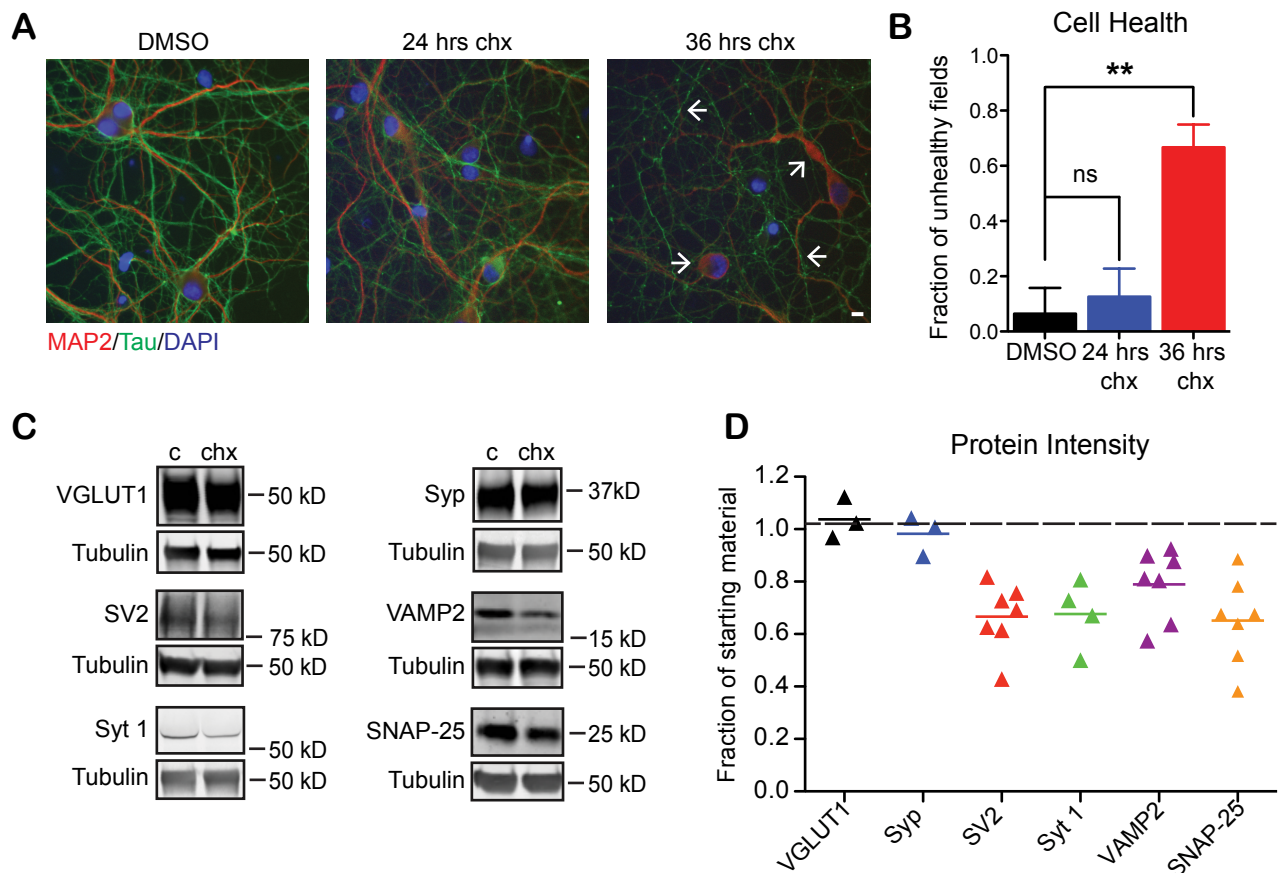 A
DMSO
24 hrs chx
36 hrs chx
MAP2/Tau/DAPI
B
Cell Health
Fraction of unhealthy fields
1.0
0.8
0.6
0.4
0.2
0.0
**
ns
DMSO
24 hrs
chx
36 hrs
chx
C
c chx
VGLUT1
50 kD
Tubulin
50 kD
SV2
75 kD
Tubulin
50 kD
Syt 1
50 kD
Tubulin
50 kD
c chx
Syp
37kD
Tubulin
50 kD
VAMP2
15 kD
Tubulin
50 kD
SNAP-25
25 kD
Tubulin
50 kD
D
Protein Intensity
Fraction of starting material
1.2
1.0
0.8
0.6
0.4
0.2
0.0
VGLUT1
Syp
SV2
Syt 1
VAMP2
SNAP-25